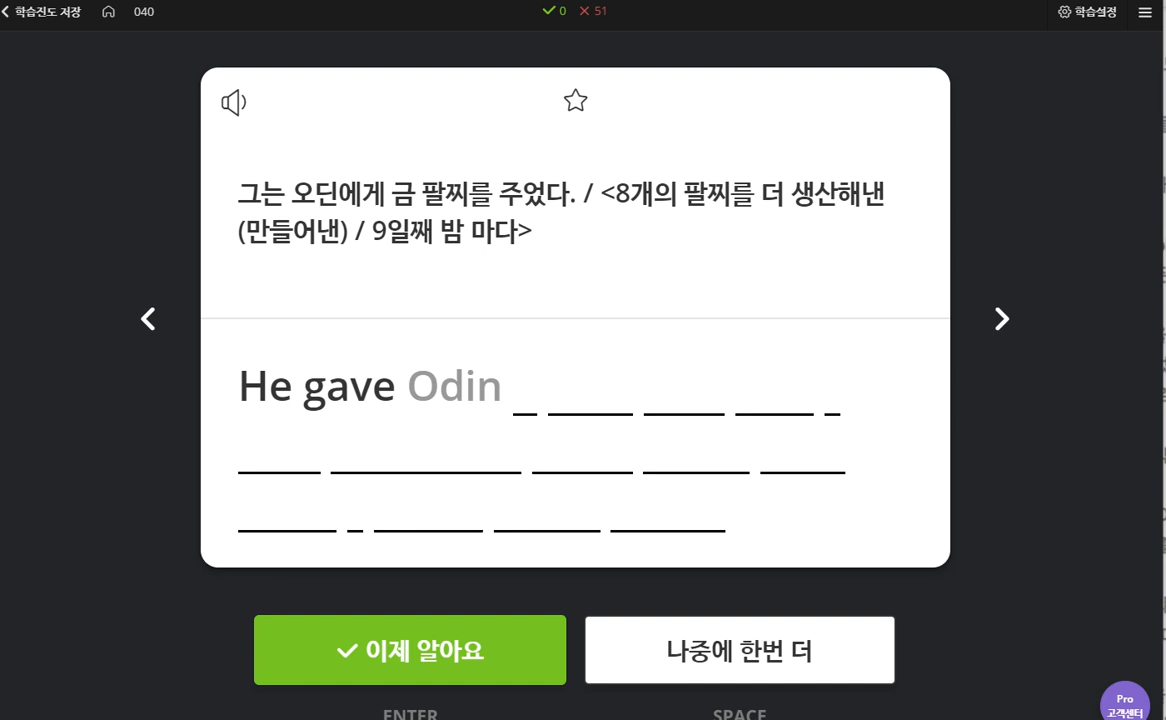 학습진도 저장
040
0
51
학습설정
그는 오딘에게 금 팔찌를 주었다. / <8개의 팔찌를 더 생산해낸
(만들어낸) / 9일째 밤 마다>
He gave Odin
이제 알아요
나중에 한번 더
ENTER
SPACE
Pro
고객센터